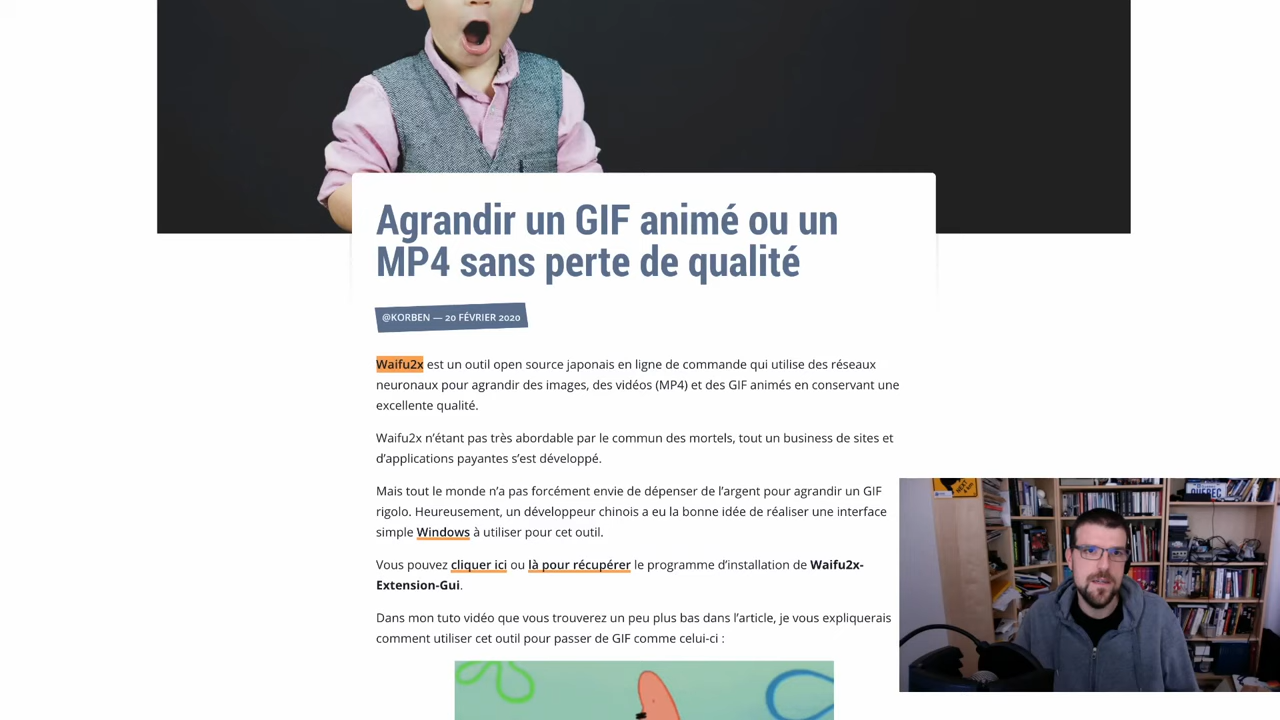 Agrandir un GIF animé ou un
MP4 sans perte de qualité
@KORBEN — 20 FÉVRIER 2020
Waifu2x est un outil open source japonais en ligne de commande qui utilise des réseaux
neuronaux pour agrandir des images, des vidéos (MP4) et des GIF animés en conservant une
excellente qualité.
Waifu2x n’étant pas très abordable par le commun des mortels, tout un business de sites et
d’applications payantes s’est développé.
Mais tout le monde n’a pas forcément envie de dépenser de l’argent pour agrandir un GIF
rigolo. Heureusement, un développeur chinois a eu la bonne idée de réaliser une interface
simple Windows à utiliser pour cet outil.
Vous pouvez cliquer ici ou là pour récupérer le programme d’installation de Waifu2x-
Extension-Gui.
Dans mon tuto vidéo que vous trouverez un peu plus bas dans l’article, je vous expliquerais
comment utiliser cet outil pour passer de GIF comme celui-ci :
QUÉBEC